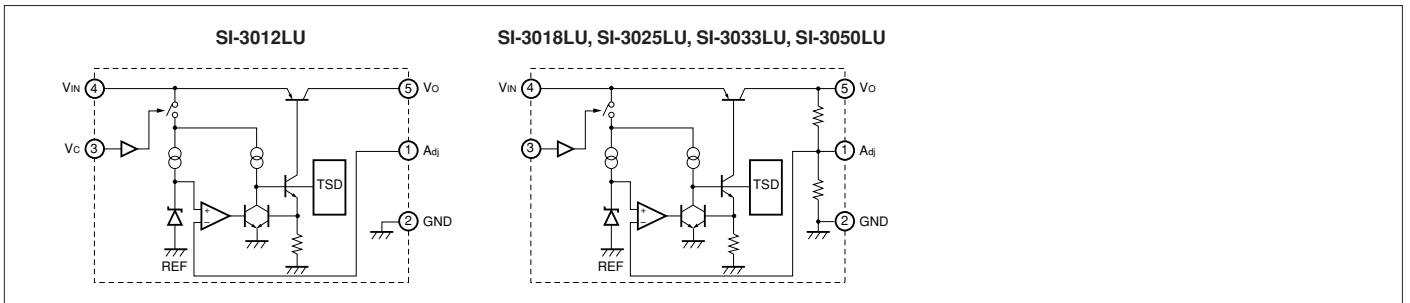 SI-3012LU
VIN 4
5 VO
VC 3
1 Adj
TSD
+
−
2 GND
REF
SI-3018LU, SI-3025LU, SI-3033LU, SI-3050LU
VIN 4
5 VO
3
1 Adj
TSD
+
−
2 GND
REF